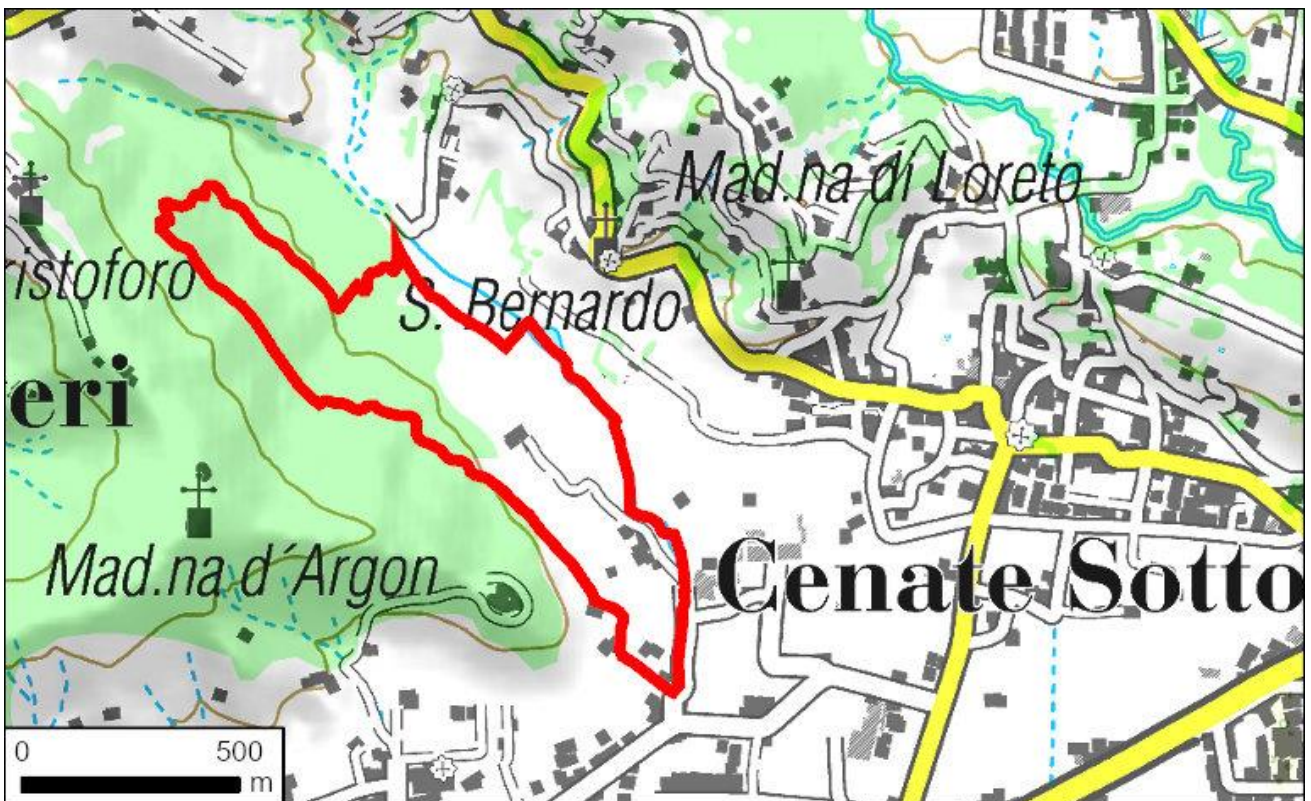 Mad.na di Loreto
ristoforo
S. Bernardo
eri
Mad.na d´Argon
Cenate Sotto
0 500
m